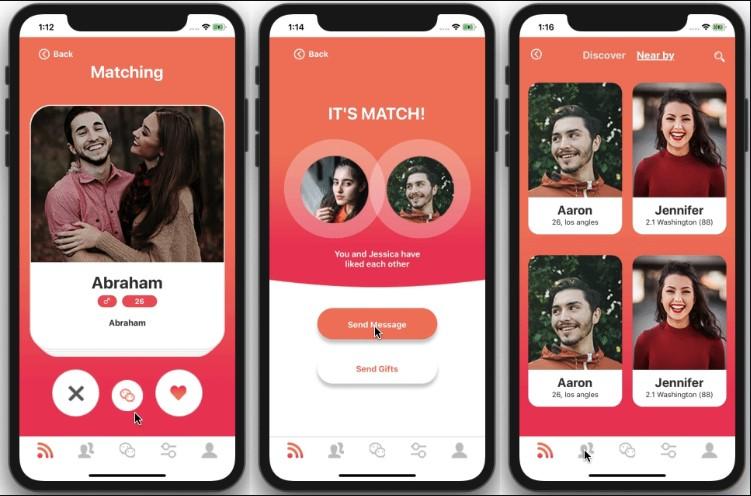 1:12
Back
Matching
Abraham
26
Abraham
1:14
Back
IT'S MATCH!
You and Jessica have
liked each other
Send Message
Send Gifts
1:16
Discover Near by
Aaron
26, los angles
Jennifer
2.1 Washington (88)
Aaron
26, los angles
Jennifer
2.1 Washington (88)